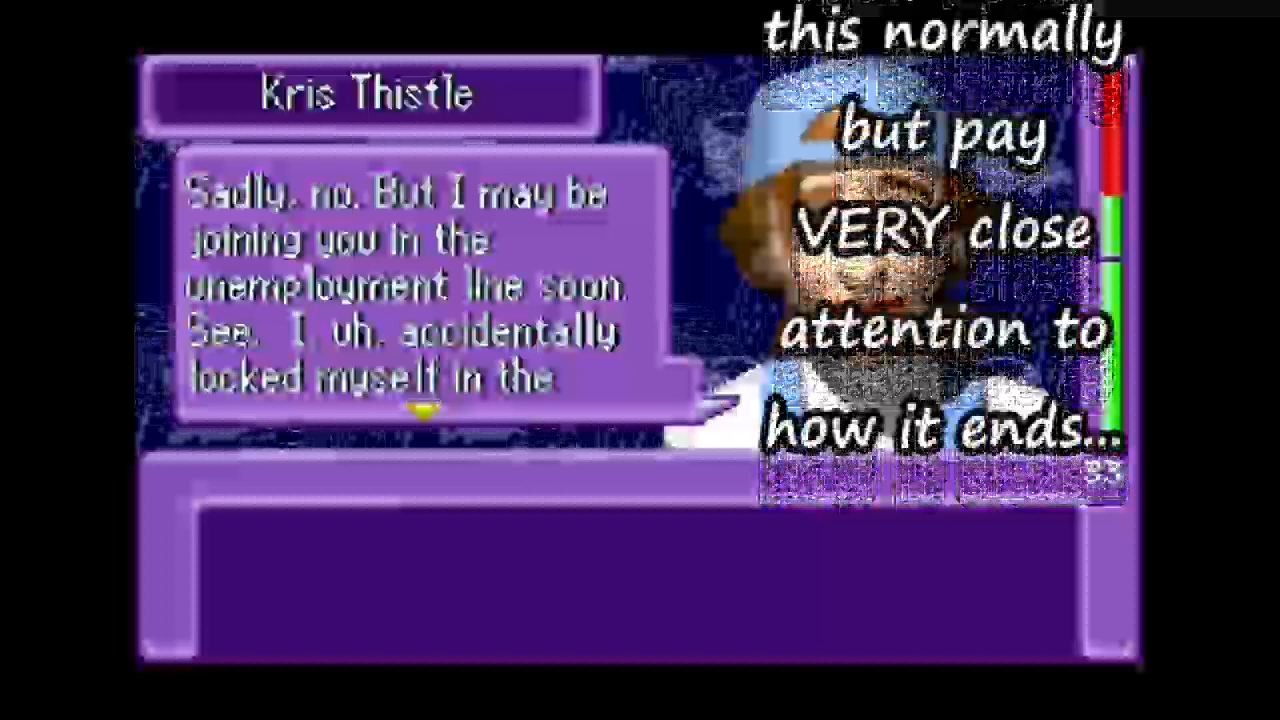 this normally
Kris Thistle
but pay
Sadly, no. But I may be
joining you in the
VERY close
unemployment line soon.
See, I, uh, accidentally
attention to
locked myself in the
how it ends...
93